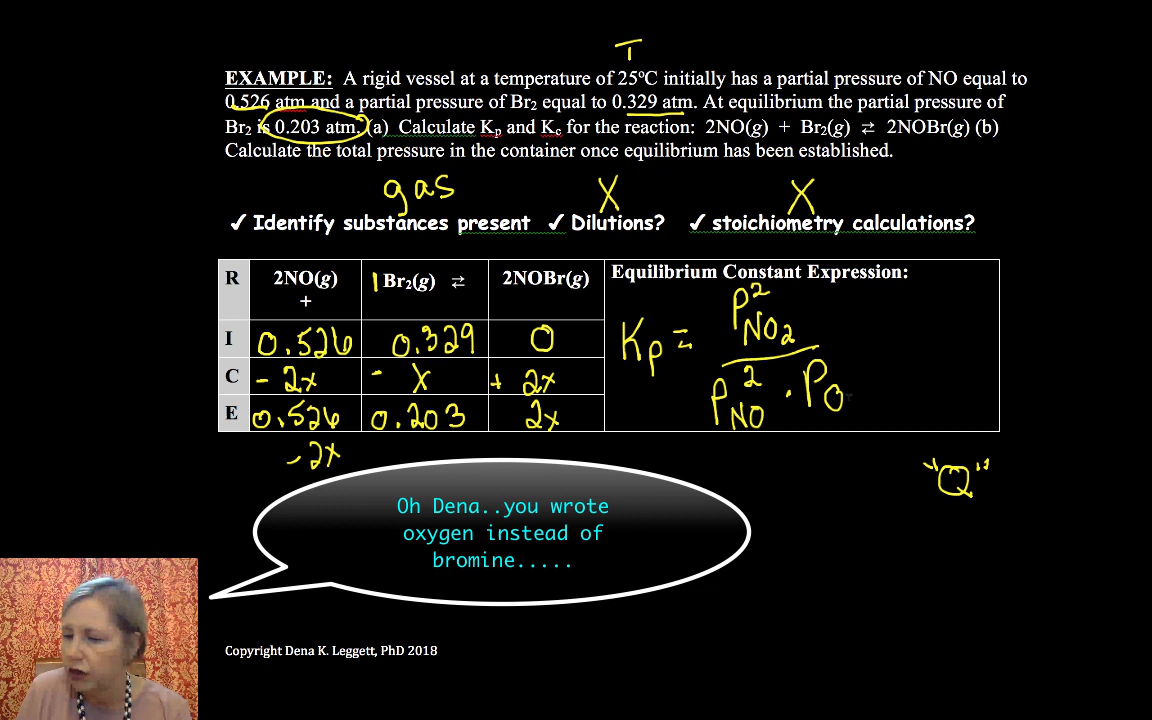 T
EXAMPLE: A rigid vessel at a temperature of 25ºC initially has a partial pressure of NO equal to
0.526 atm and a partial pressure of Br₂ equal to 0.329 atm. At equilibrium the partial pressure of
Br₂ is 0.203 atm. (a) Calculate Kₚ and K꜀ for the reaction: 2NO(g) + Br₂(g) ⇄ 2NOBr(g) (b)
Calculate the total pressure in the container once equilibrium has been established.
gas X X
✓ Identify substances present ✓ Dilutions? ✓ stoichiometry calculations?
R 2NO(g) + 1 Br₂(g) ⇄ 2NOBr(g) Equilibrium Constant Expression:
I 0.526 0.329 0
C - 2x - x + 2x
E 0.526 - 2x 0.203 2x
Kp = P²NO₂ / P²NO · PO
"Q"
Oh Dena..you wrote
oxygen instead of
bromine.....
Copyright Dena K. Leggett, PhD 2018